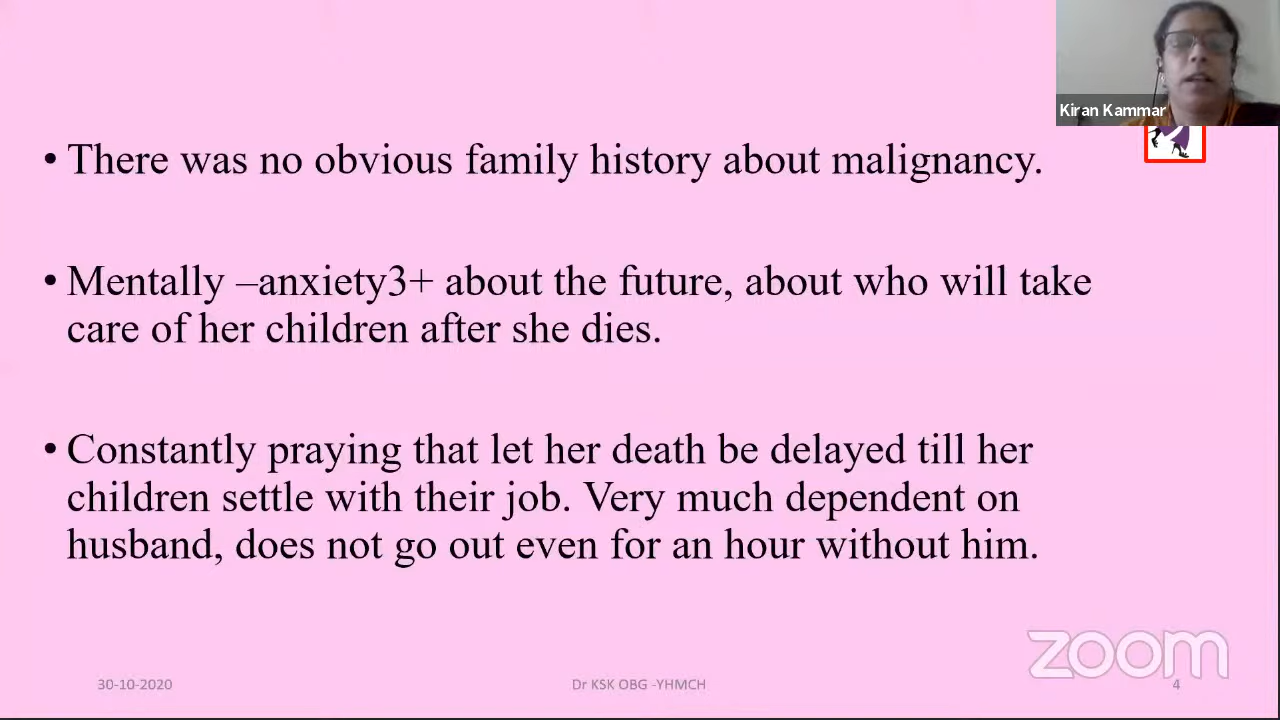 Kiran Kammar
• There was no obvious family history about malignancy.
• Mentally –anxiety3+ about the future, about who will take
care of her children after she dies.
• Constantly praying that let her death be delayed till her
children settle with their job. Very much dependent on
husband, does not go out even for an hour without him.
zoom
30-10-2020
Dr KSK OBG -YHMCH
4